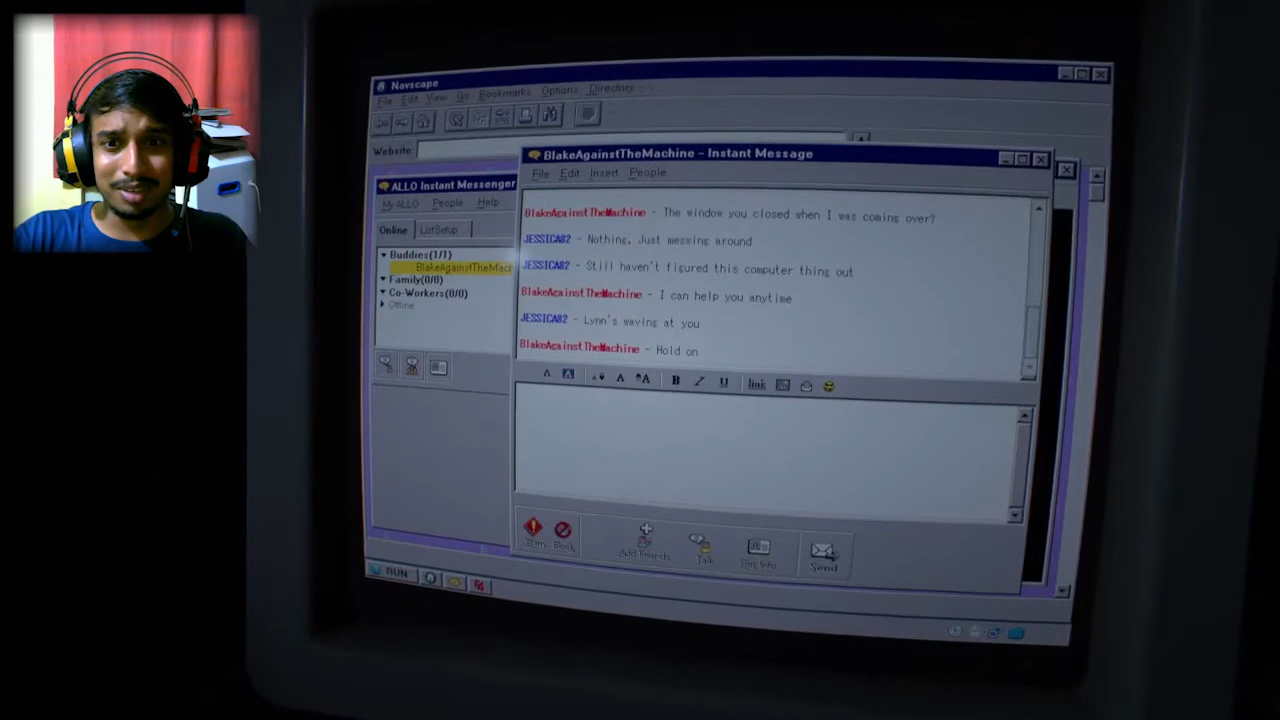 Navscape
File Edit View Go Bookmarks Options Directory
Website:
BlakeAgainstTheMachine - Instant Message
File Edit Insert People
ALLO Instant Messenger
My ALLO People Help
Online List Setup
Buddies(1/1)
BlakeAgainstTheMach
Family(0/0)
Co-Workers(0/0)
Offline
BlakeAgainstTheMachine - The window you closed when I was coming over?
JESSICA82 - Nothing, Just messing around
JESSICA82 - Still haven't figured this computer thing out
BlakeAgainstTheMachine - I can help you anytime
JESSICA82 - Lynn's waving at you
BlakeAgainstTheMachine - Hold on
A A A A A B I U link
Warn Block Add Friends Talk Get Info Send
RUN